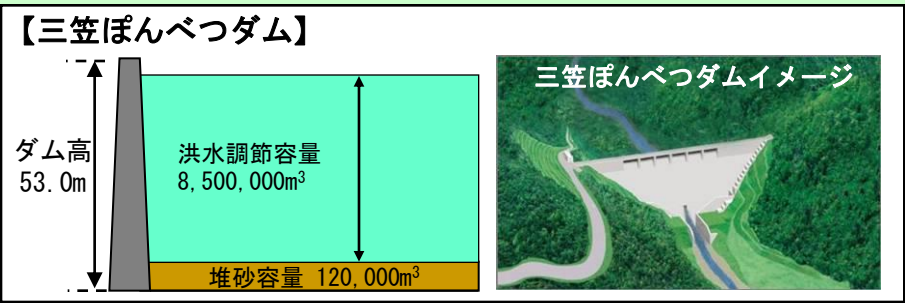 【三笠ぽんべつダム】
三笠ぽんべつダムイメージ
ダム高
53.0m
洪水調節容量
8,500,000m³
堆砂容量 120,000m³